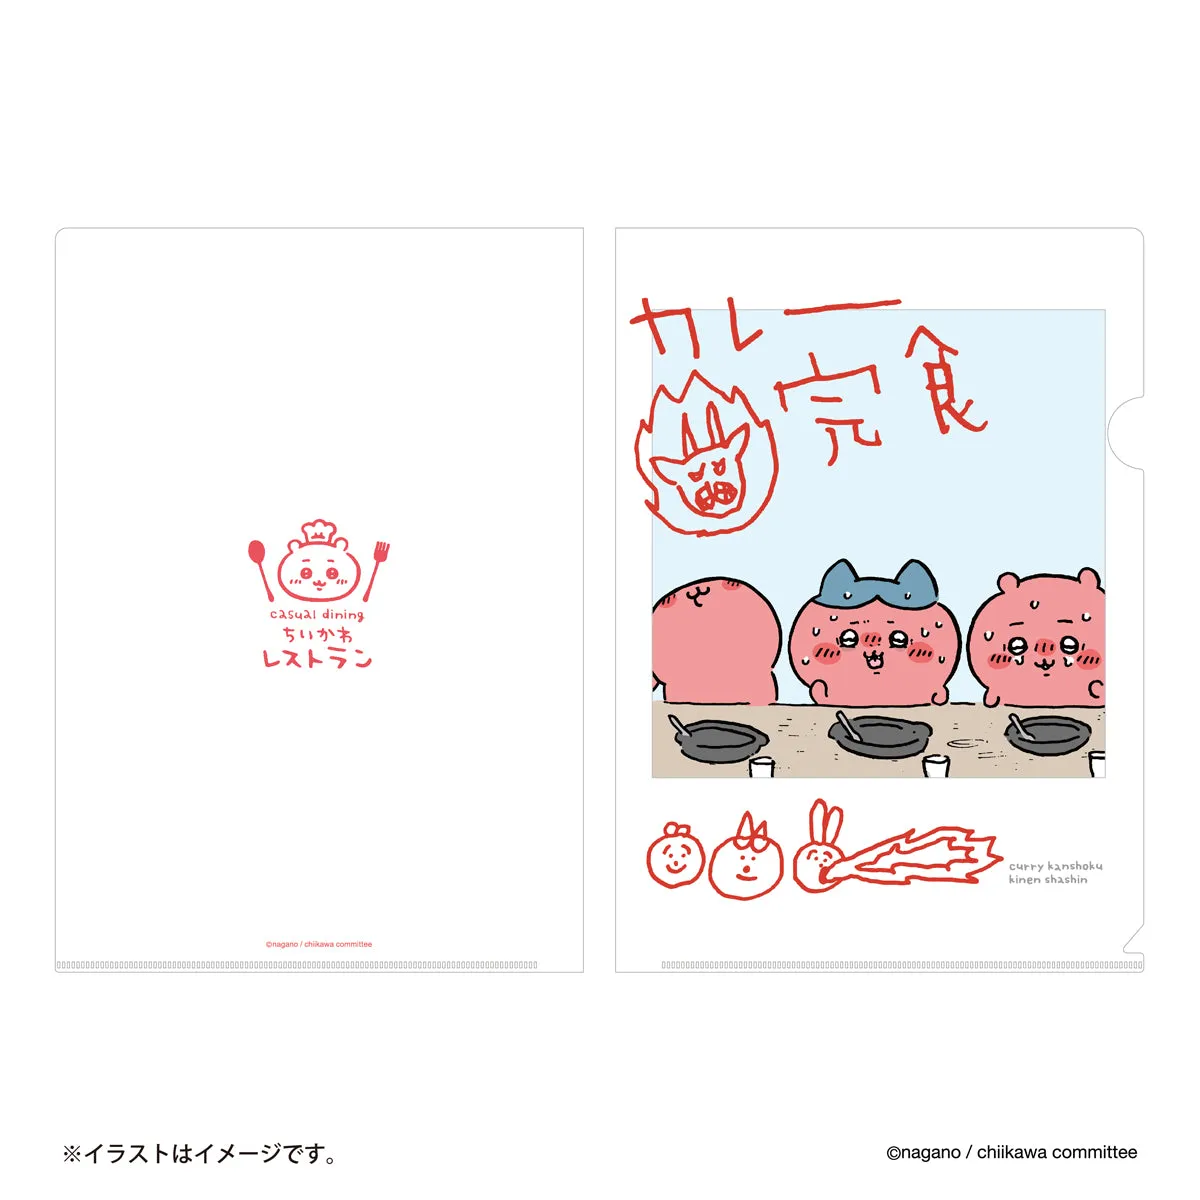 casual dining
ちいかわ
レストラン
©nagano / chiikawa committee
カレー
完食
curry kanshoku
kinen shashin
※イラストはイメージです。
©nagano / chiikawa committee